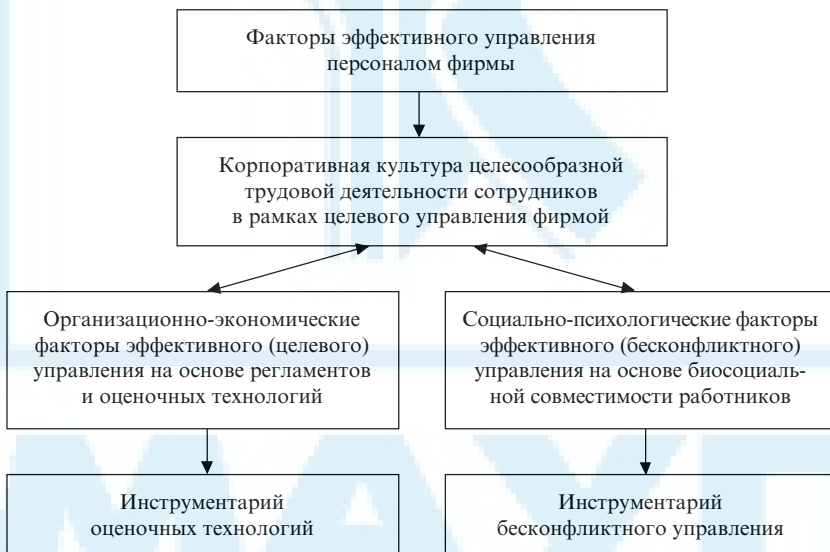 Факторы эффективного управления
персоналом фирмы
Корпоративная культура целесообразной
трудовой деятельности сотрудников
в рамках целевого управления фирмой
Организационно-экономические
факторы эффективного (целевого)
управления на основе регламентов
и оценочных технологий
Социально-психологические факторы
эффективного (бесконфликтного)
управления на основе биосоциаль-
ной совместимости работников
Инструментарий
оценочных технологий
Инструментарий
бесконфликтного управления